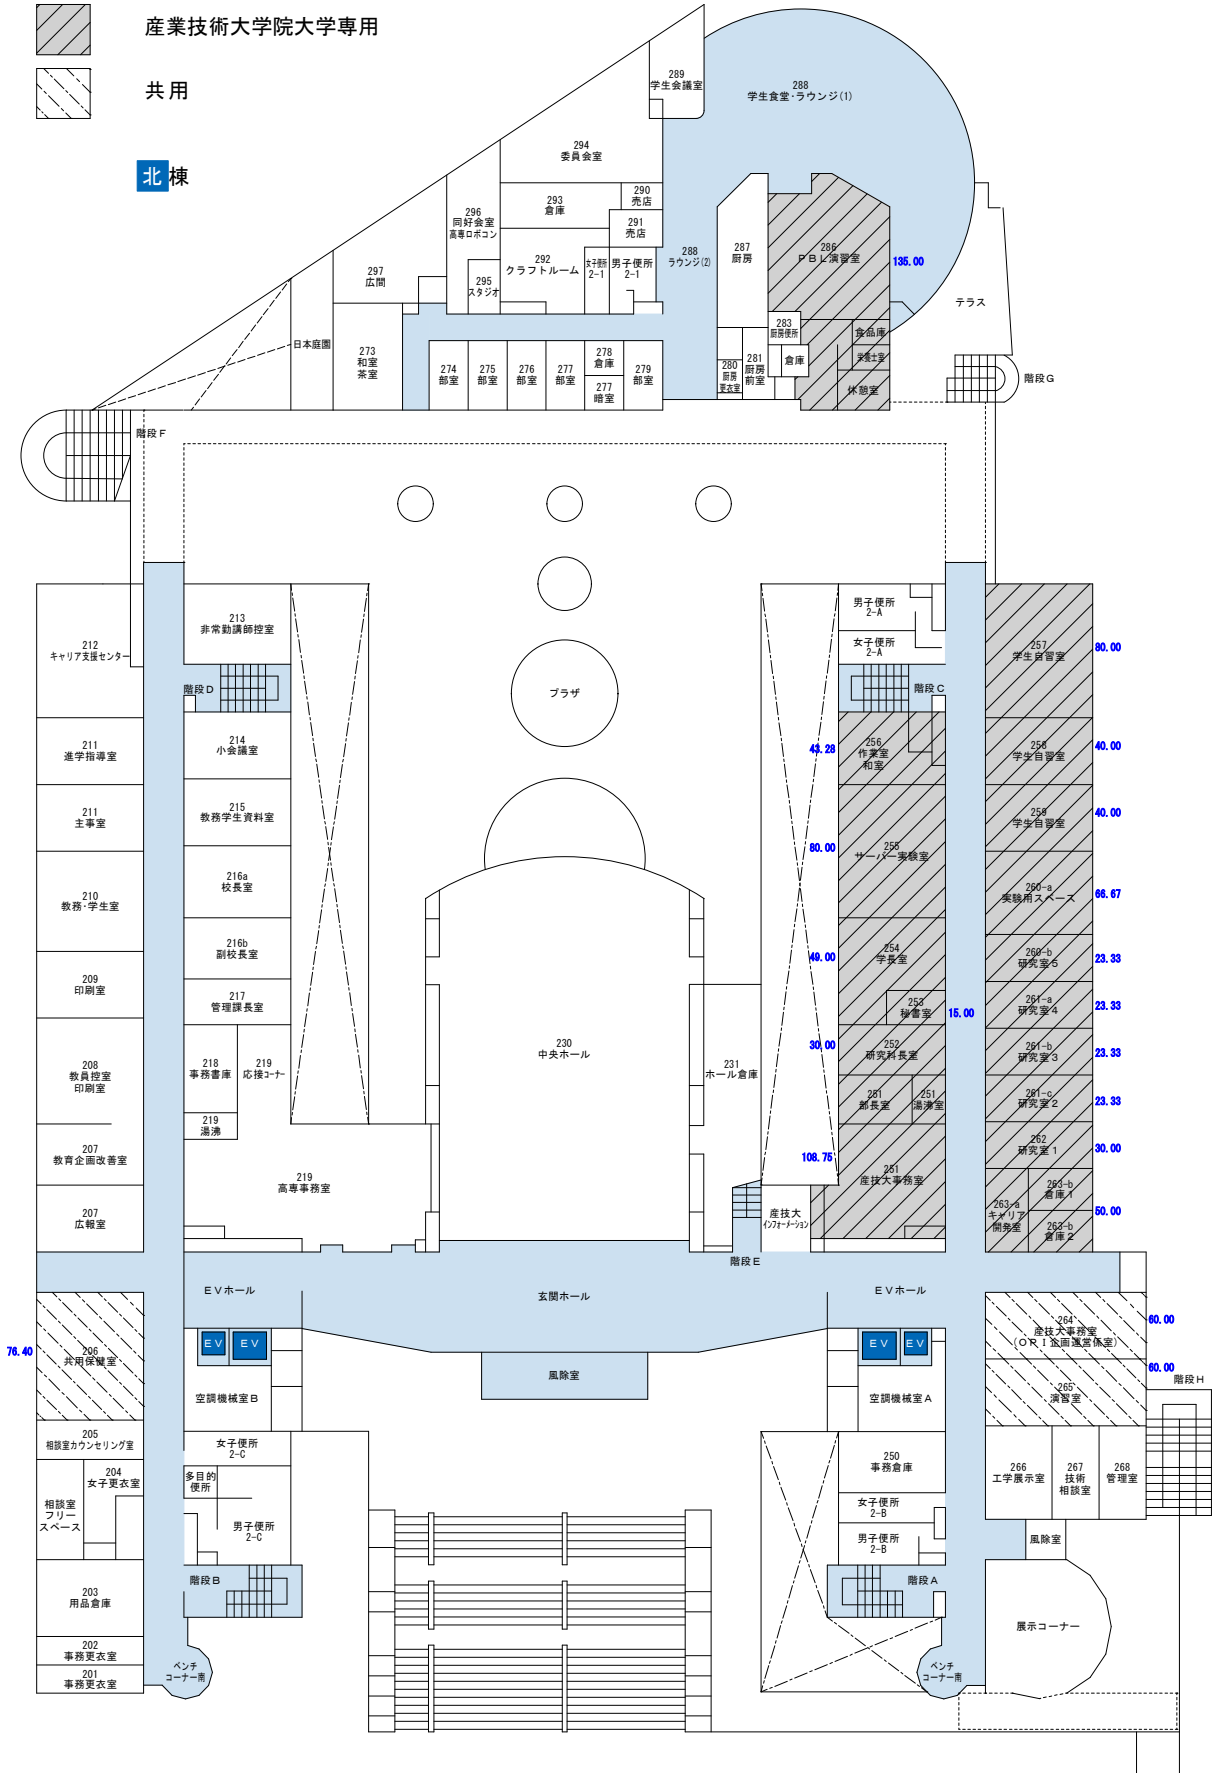 産業技術大学院大学専用
共用
北棟
289
学生会議室
288
学生食堂・ラウンジ(1)
294
委員会室
290
売店
293
倉庫
291
売店
296
同好会室
高専ロボコン
292
クラフトルーム
女子便所
2-1
男子便所
2-1
288
ラウンジ(2)
287
厨房
286
PBL演習室
135.00
297
広間
295
スタジオ
テラス
日本庭園
273
和室
茶室
274
部室
275
部室
276
部室
277
部室
278
倉庫
277
暗室
279
部室
280
厨房
更衣室
281
厨房
前室
283
厨房便所
倉庫
食品庫
栄養士室
休憩室
階段G
階段F
212
キャリア支援センター
213
非常勤講師控室
階段D
211
進学指導室
214
小会議室
211
主事室
215
教務学生資料室
210
教務・学生室
216a
校長室
216b
副校長室
209
印刷室
217
管理課長室
208
教員控室
印刷室
218
事務書庫
219
応接コーナー
219
湯沸
207
教育企画改善室
219
高専事務室
207
広報室
プラザ
230
中央ホール
231
ホール倉庫
男子便所
2-A
女子便所
2-A
階段C
257
学生自習室
80.00
43.28
256
作業室
和室
258
学生自習室
40.00
259
学生自習室
40.00
80.00
255
サーバー実験室
260-a
実験用スペース
66.67
49.00
254
学長室
260-b
研究室5
23.33
253
秘書室
15.00
261-a
研究室4
23.33
30.00
252
研究科長室
261-b
研究室3
23.33
251
部長室
251
湯沸室
261-c
研究室2
23.33
108.75
251
産技大事務室
262
研究室1
30.00
263-a
キャリア
開発室
263-b
倉庫1
263-b
倉庫2
50.00
産技大
インフォメーション
階段E
EVホール
玄関ホール
EVホール
EV
EV
EV
EV
76.40
206
共用保健室
風除室
264
産技大事務室
(OPI企画運営係室)
60.00
265
演習室
60.00
階段H
空調機械室B
空調機械室A
205
相談室カウンセリング室
女子便所
2-C
204
女子更衣室
多目的
便所
相談室
フリー
スペース
男子便所
2-C
250
事務倉庫
女子便所
2-B
男子便所
2-B
266
工学展示室
267
技術
相談室
268
管理室
風除室
203
用品倉庫
階段B
階段A
展示コーナー
202
事務更衣室
201
事務更衣室
ベンチ
コーナー南
ベンチ
コーナー南